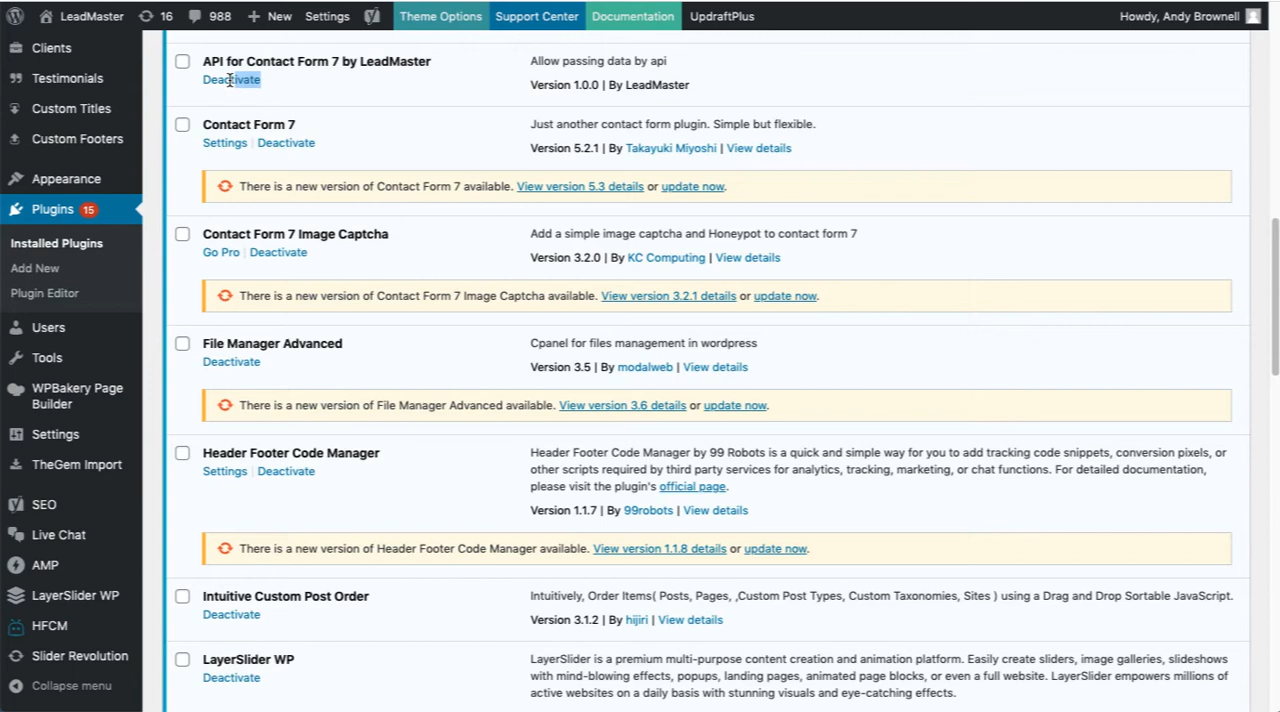 LeadMaster 16 988 New Settings Theme Options Support Center Documentation UpdraftPlus Howdy, Andy Brownell
Clients
Testimonials
Custom Titles
Custom Footers
Appearance
Plugins 15
Installed Plugins
Add New
Plugin Editor
Users
Tools
WPBakery Page
Builder
Settings
TheGem Import
SEO
Live Chat
AMP
LayerSlider WP
HFCM
Slider Revolution
Collapse menu
API for Contact Form 7 by LeadMaster
Deactivate
Allow passing data by api
Version 1.0.0 | By LeadMaster
Contact Form 7
Settings | Deactivate
Just another contact form plugin. Simple but flexible.
Version 5.2.1 | By Takayuki Miyoshi | View details
There is a new version of Contact Form 7 available. View version 5.3 details or update now.
Contact Form 7 Image Captcha
Go Pro | Deactivate
Add a simple image captcha and Honeypot to contact form 7
Version 3.2.0 | By KC Computing | View details
There is a new version of Contact Form 7 Image Captcha available. View version 3.2.1 details or update now.
File Manager Advanced
Deactivate
Cpanel for files management in wordpress
Version 3.5 | By modalweb | View details
There is a new version of File Manager Advanced available. View version 3.6 details or update now.
Header Footer Code Manager
Settings | Deactivate
Header Footer Code Manager by 99 Robots is a quick and simple way for you to add tracking code snippets, conversion pixels, or
other scripts required by third party services for analytics, tracking, marketing, or chat functions. For detailed documentation,
please visit the plugin's official page.
Version 1.1.7 | By 99robots | View details
There is a new version of Header Footer Code Manager available. View version 1.1.8 details or update now.
Intuitive Custom Post Order
Deactivate
Intuitively, Order Items( Posts, Pages, ,Custom Post Types, Custom Taxonomies, Sites ) using a Drag and Drop Sortable JavaScript.
Version 3.1.2 | By hijiri | View details
LayerSlider WP
Deactivate
LayerSlider is a premium multi-purpose content creation and animation platform. Easily create sliders, image galleries, slideshows
with mind-blowing effects, popups, landing pages, animated page blocks, or even a full website. LayerSlider empowers millions of
active websites on a daily basis with stunning visuals and eye-catching effects.